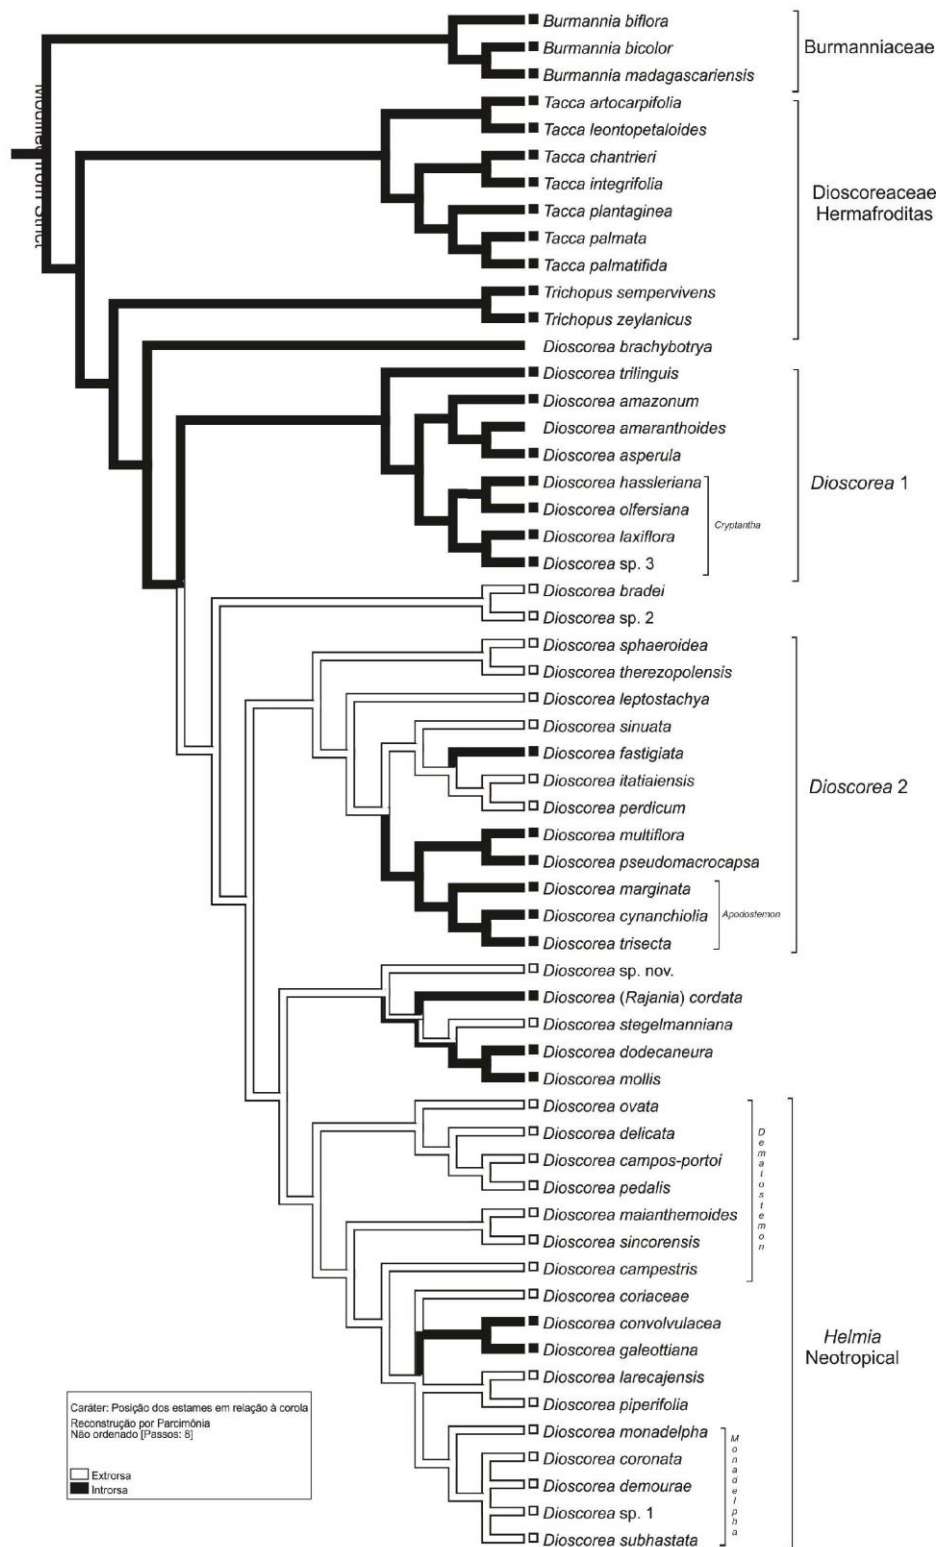 Burmannia biflora
Burmannia bicolor
Burmannia madagascariensis
Burmanniaceae
Tacca artocarpifolia
Tacca leontopetaloides
Tacca chantrieri
Tacca integrifolia
Tacca plantaginea
Tacca palmata
Tacca palmatifida
Trichopus sempervivens
Trichopus zeylanicus
Dioscoreaceae
Hermafroditas
Dioscorea brachybotrya
Dioscorea trilinguis
Dioscorea amazonum
Dioscorea amaranthoides
Dioscorea asperula
Dioscorea hassleriana
Dioscorea olfersiana
Dioscorea laxiflora
Dioscorea sp. 3
Cryptantha
Dioscorea 1
Dioscorea bradei
Dioscorea sp. 2
Dioscorea sphaeroidea
Dioscorea therezopolensis
Dioscorea leptostachya
Dioscorea sinuata
Dioscorea fastigiata
Dioscorea itatiaiensis
Dioscorea perdicum
Dioscorea multiflora
Dioscorea pseudomacrocapsa
Dioscorea marginata
Dioscorea cynanchiolia
Dioscorea trisecta
Apodostemon
Dioscorea 2
Dioscorea sp. nov.
Dioscorea (Rajania) cordata
Dioscorea stegelmanniana
Dioscorea dodecaneura
Dioscorea mollis
Dioscorea ovata
Dioscorea delicata
Dioscorea campos-portoi
Dioscorea pedalis
Dioscorea maianthemoides
Dioscorea sincorensis
Dioscorea campestris
Dematostemon
Dioscorea coriaceae
Dioscorea convolvulacea
Dioscorea galeottiana
Dioscorea larecajensis
Dioscorea piperifolia
Dioscorea monadelpha
Dioscorea coronata
Dioscorea demourae
Dioscorea sp. 1
Dioscorea subhastata
Monadelpha
Helmia
Neotropical
Caráter: Posição dos estames em relação à corola
Reconstrução por Parcimônia
Não ordenado [Passos: 8]
Extrorsa
Introrsa